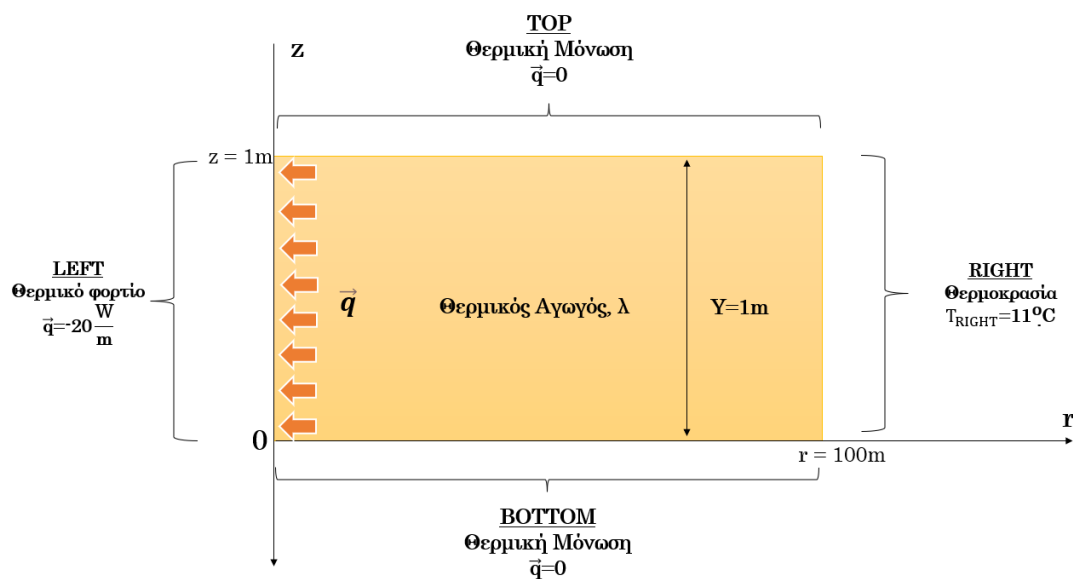 TOP
Θερμική Μόνωση
q⃗=0
z
z = 1m
LEFT
Θερμικό φορτίο
q⃗=-20 W/m
q⃗
Θερμικός Αγωγός, λ
Y=1m
RIGHT
Θερμοκρασία
T_RIGHT=11°C
0
r
r = 100m
BOTTOM
Θερμική Μόνωση
q⃗=0